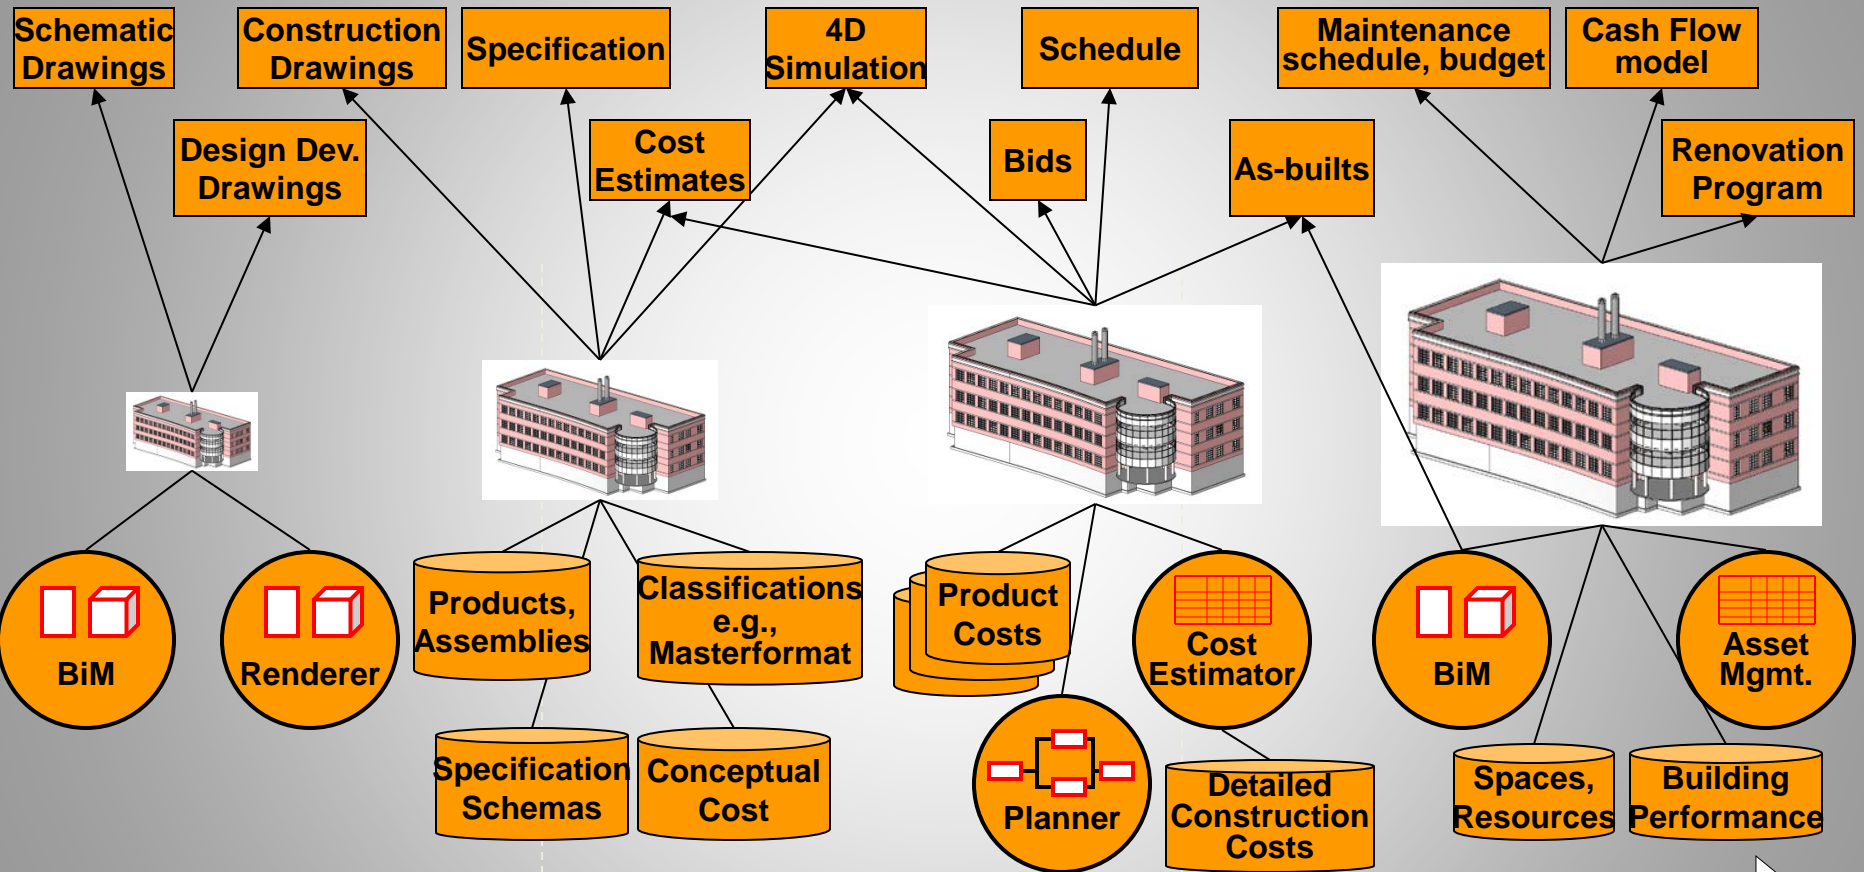 Schematic
Drawings
Construction
Drawings
Specification
4D
Simulation
Schedule
Maintenance
schedule, budget
Cash Flow
model
Design Dev.
Drawings
Cost
Estimates
Bids
As-builts
Renovation
Program
BiM
Renderer
Products,
Assemblies
Classifications
e.g.,
Masterformat
Product
Costs
Cost
Estimator
BiM
Asset
Mgmt.
Specification
Schemas
Conceptual
Cost
Planner
Detailed
Construction
Costs
Spaces,
Resources
Building
Performance